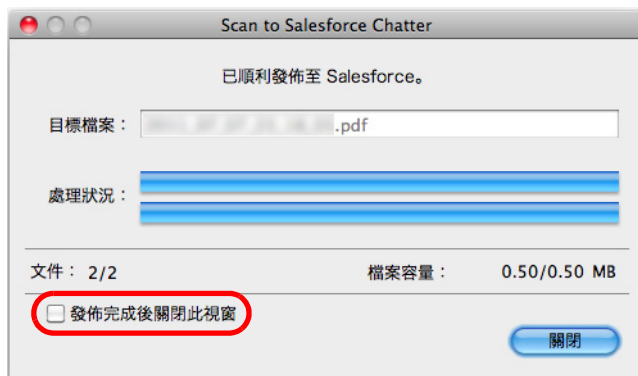 Scan to Salesforce Chatter
已順利發佈至 Salesforce。
目標檔案： .pdf
處理狀況：
文件： 2/2 檔案容量： 0.50/0.50 MB
發佈完成後關閉此視窗
關閉